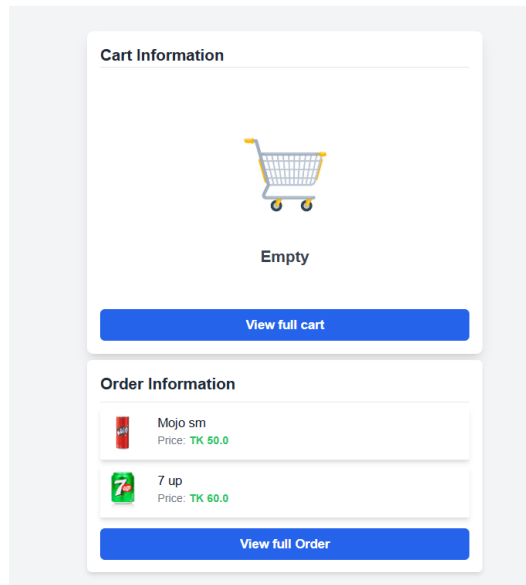 Cart Information
Empty
View full cart
Order Information
Mojo sm
Price: TK 50.0
7
7 up
Price: TK 60.0
View full Order